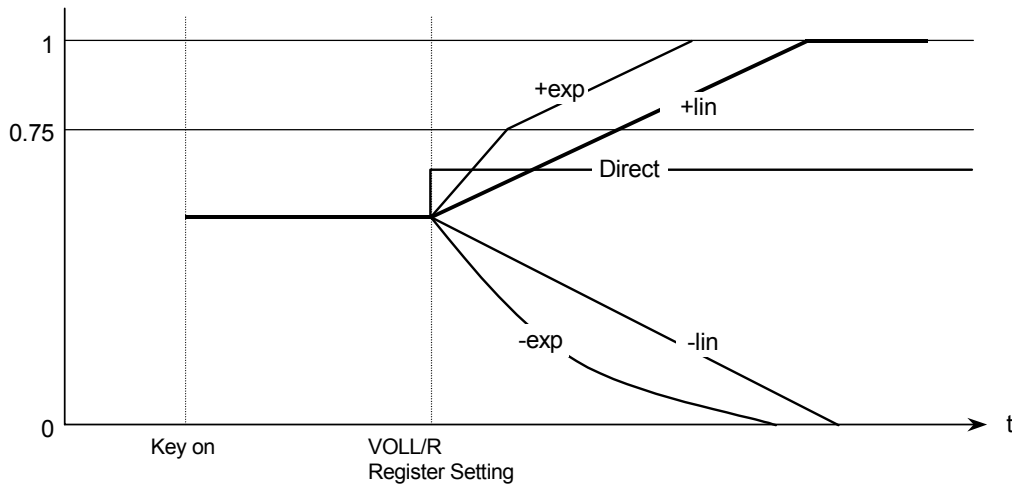 1
+exp
+lin
0.75
Direct
-exp
-lin
0
t
Key on
VOLL/R
Register Setting